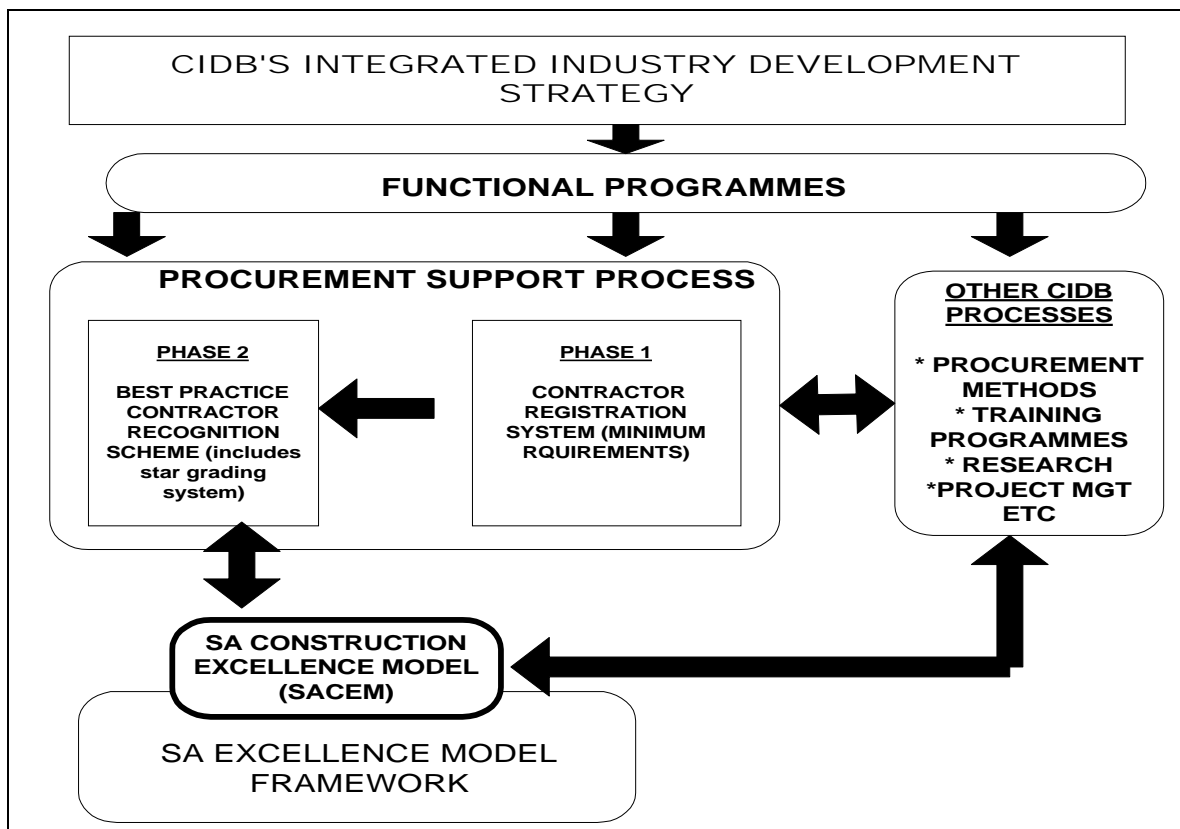 CIDB'S INTEGRATED INDUSTRY DEVELOPMENT
STRATEGY
FUNCTIONAL PROGRAMMES
PROCUREMENT SUPPORT PROCESS
PHASE 2
BEST PRACTICE
CONTRACTOR
RECOGNITION
SCHEME (includes
star grading
system)
PHASE 1
CONTRACTOR
REGISTRATION
SYSTEM (MINIMUM
RQUIREMENTS)
OTHER CIDB
PROCESSES
* PROCUREMENT
METHODS
* TRAINING
PROGRAMMES
* RESEARCH
*PROJECT MGT
ETC
SA CONSTRUCTION
EXCELLENCE MODEL
(SACEM)
SA EXCELLENCE MODEL
FRAMEWORK